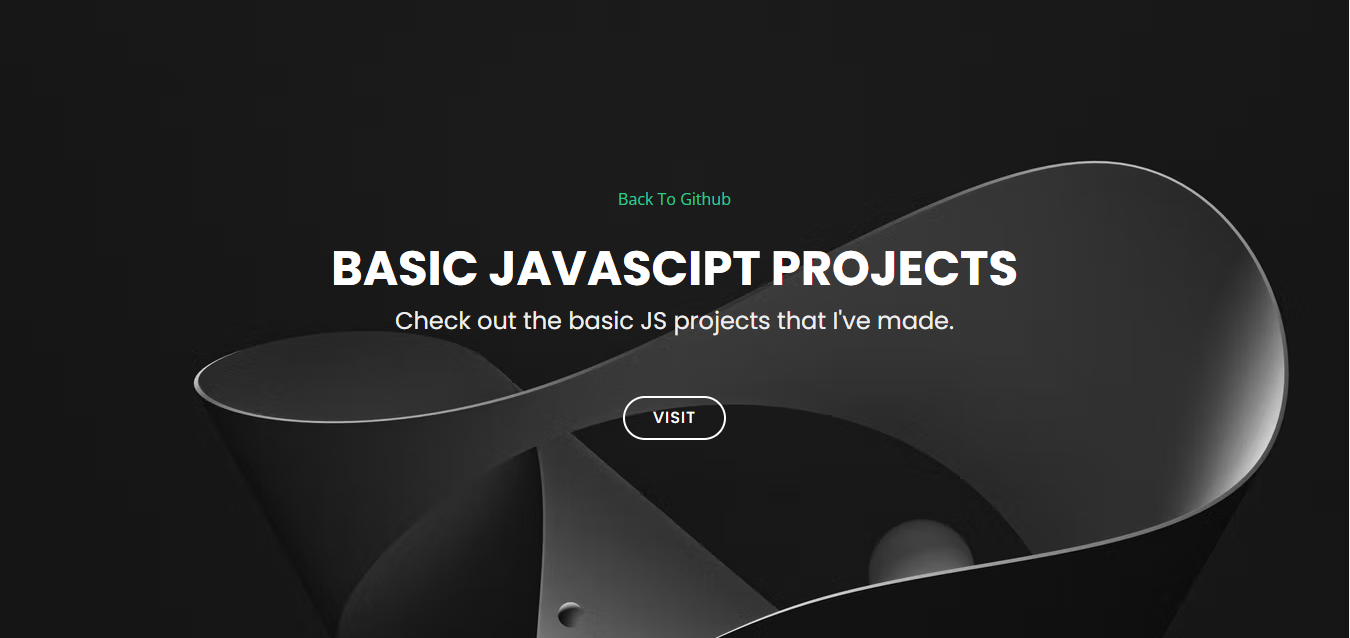 Back To Github
BASIC JAVASCIPT PROJECTS
Check out the basic JS projects that I've made.
VISIT